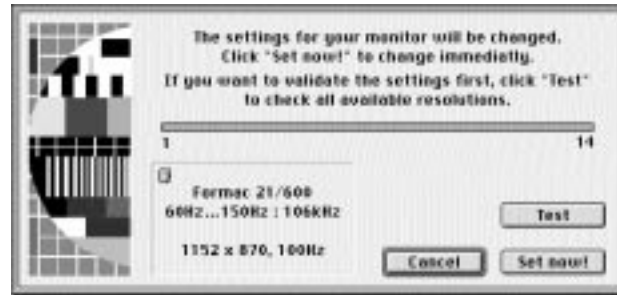 The settings for your monitor will be changed.
Click "Set now!" to change immediatly.
If you want to validate the settings first, click "Test"
to check all available resolutions.
1 14
Formac 21/600
60Hz...150Hz : 106kHz
1152 x 870, 100Hz
Test
Cancel Set now!